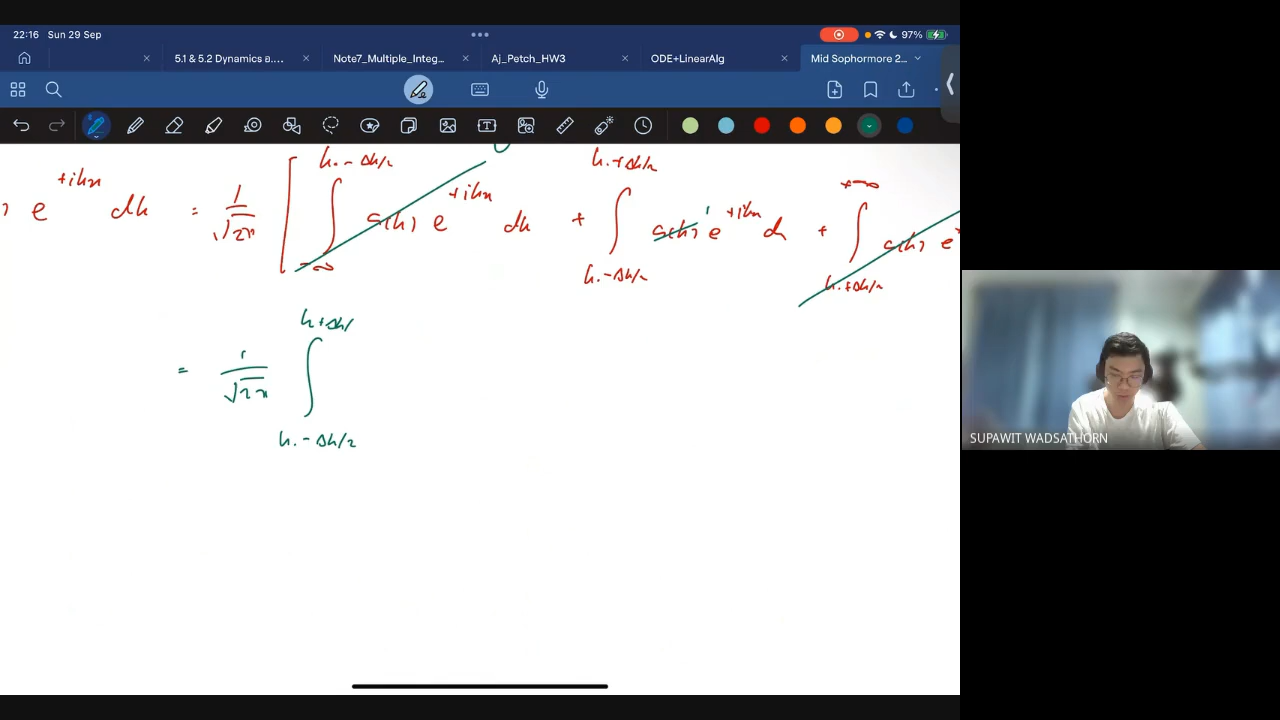 22:16 Sun 29 Sep
97%
5.1 & 5.2 Dynamics a....
Note7_Multiple_Integ...
Aj_Petch_HW3
ODE+LinearAlg
Mid Sophormore 2...
e^{+ikx} dk = 1/√2π [ ∫_{-∞}^{k₀-Δk/2} a(k) e^{+ikx} dk + ∫_{k₀-Δk/2}^{k₀+Δk/2} a(k) 1 e^{+ikx} dk + ∫_{k₀+Δk/2}^{+∞} a(k) e
0
= 1/√2π ∫_{k₀-Δk/2}^{k+Δk/
SUPAWIT WADSATHORN